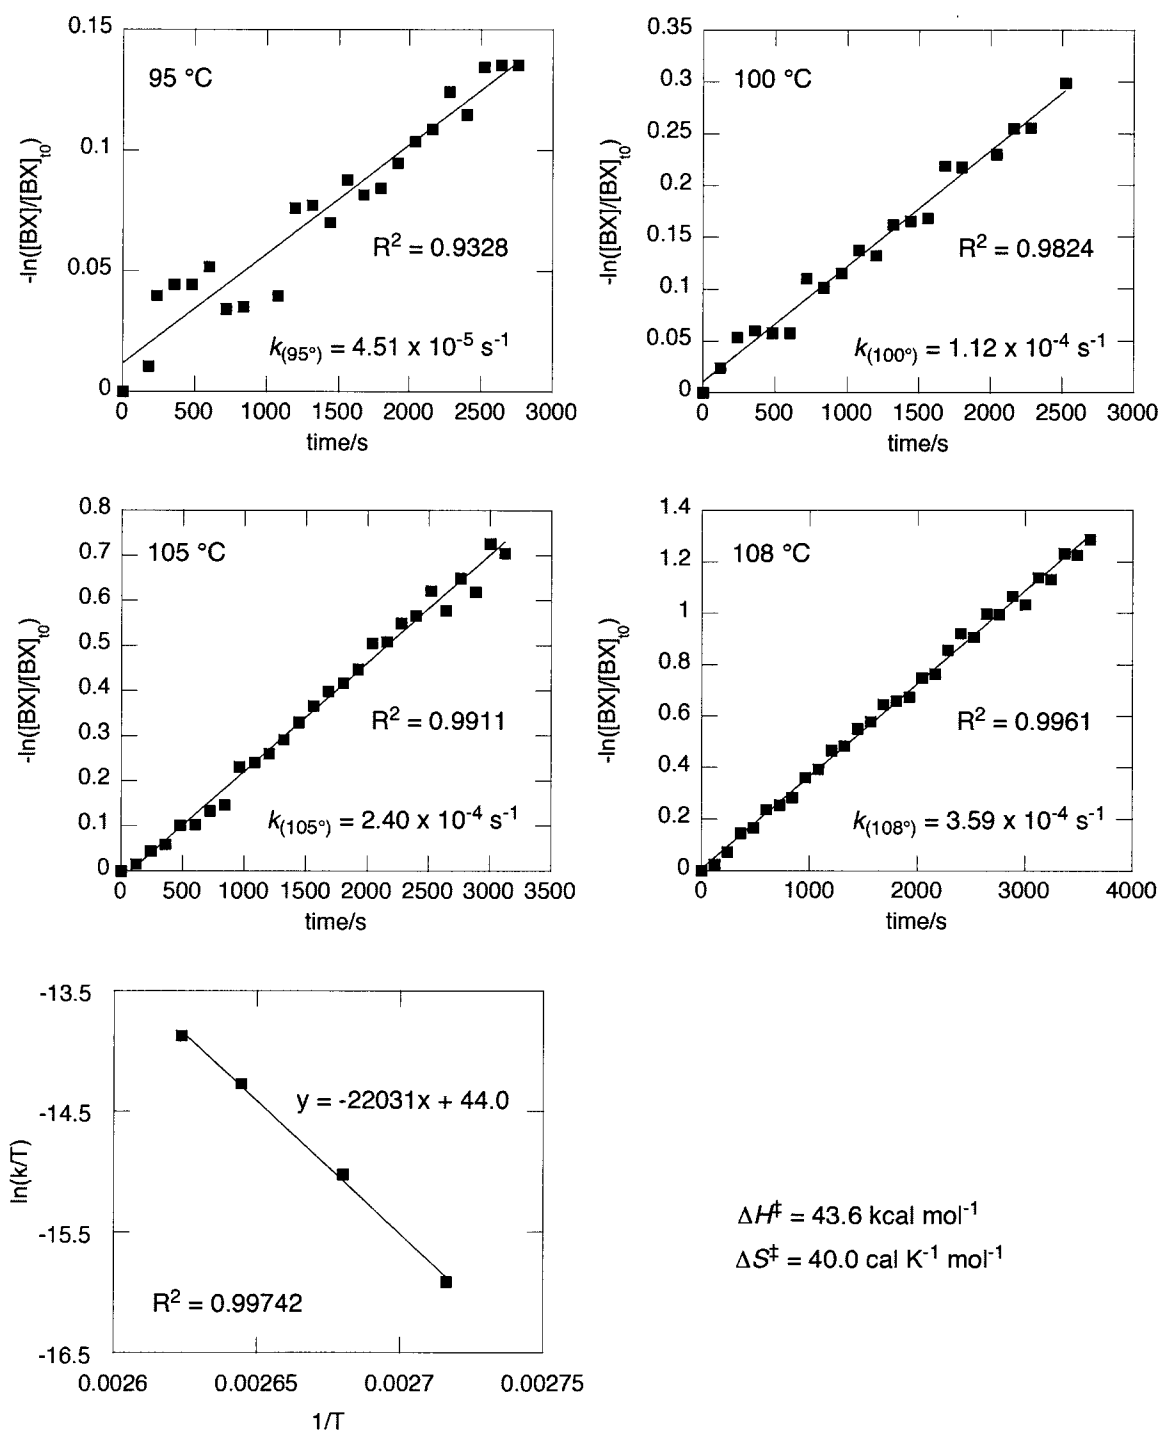 0.15
95 °C
0.1
-ln([BX]/[BX]t0)
R2 = 0.9328
0.05
k(95°) = 4.51 x 10-5 s-1
0
0 500 1000 1500 2000 2500 3000
time/s
0.35
100 °C
0.3
0.25
0.2
-ln([BX]/[BX]t0)
0.15
R2 = 0.9824
0.1
0.05
k(100°) = 1.12 x 10-4 s-1
0
0 500 1000 1500 2000 2500 3000
time/s
0.8
105 °C
0.7
0.6
0.5
-ln([BX]/[BX]t0)
0.4
R2 = 0.9911
0.3
0.2
k(105°) = 2.40 x 10-4 s-1
0.1
0
0 500 1000 1500 2000 2500 3000 3500
time/s
1.4
108 °C
1.2
1
0.8
-ln([BX]/[BX]t0)
0.6
R2 = 0.9961
0.4
k(108°) = 3.59 x 10-4 s-1
0.2
0
0 1000 2000 3000 4000
time/s
-13.5
y = -22031x + 44.0
-14.5
ln(k/T)
-15.5
R2 = 0.99742
-16.5
0.0026 0.00265 0.0027 0.00275
1/T
ΔH‡ = 43.6 kcal mol-1
ΔS‡ = 40.0 cal K-1 mol-1